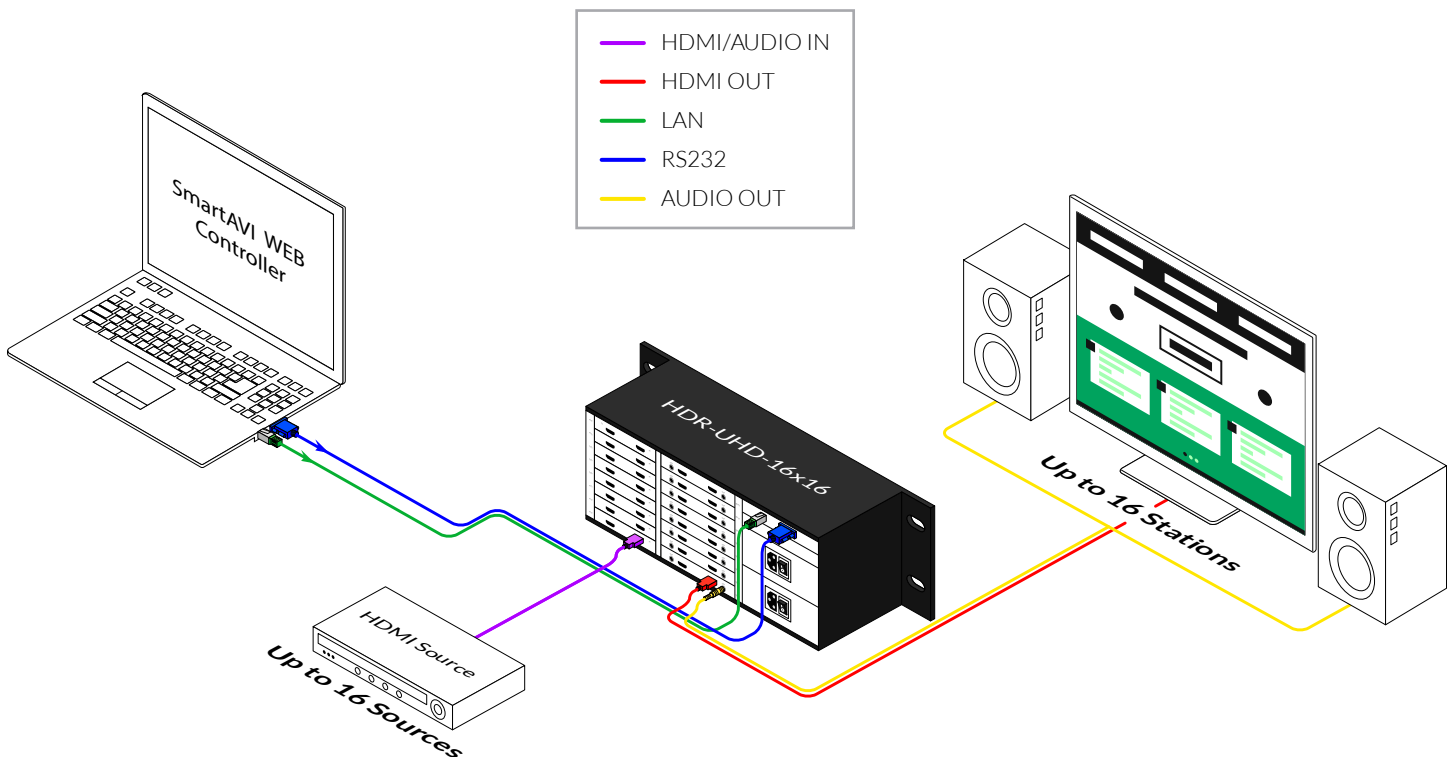 HDMI/AUDIO IN
HDMI OUT
LAN
RS232
AUDIO OUT
SmartAVI WEB
Controller
HDR-UHD-16x16
Up to 16 Stations
HDMI Source
Up to 16 Sources